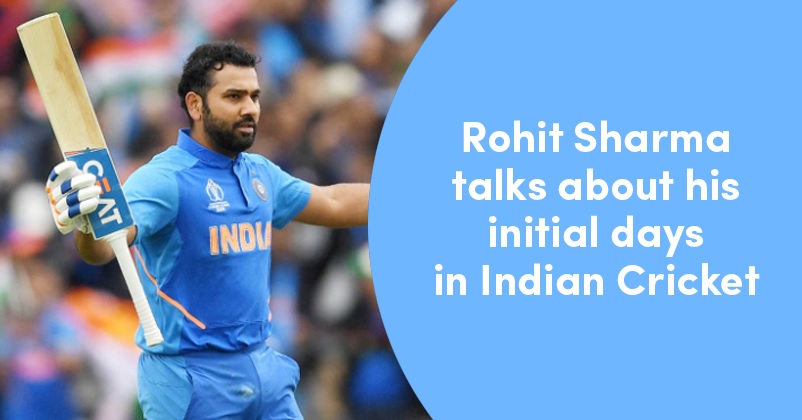 CEAT
INDIA
Rohit Sharma
talks about his
initial days
in Indian Cricket